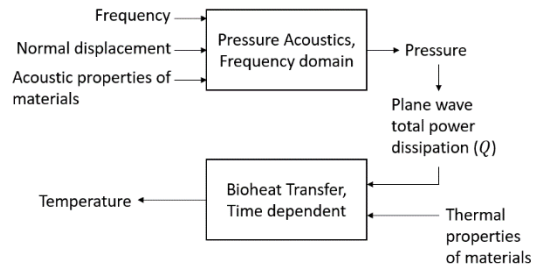 Frequency
Normal displacement
Acoustic properties of
materials
Pressure Acoustics,
Frequency domain
Pressure
Plane wave
total power
dissipation (Q)
Bioheat Transfer,
Time dependent
Temperature
Thermal
properties
of materials